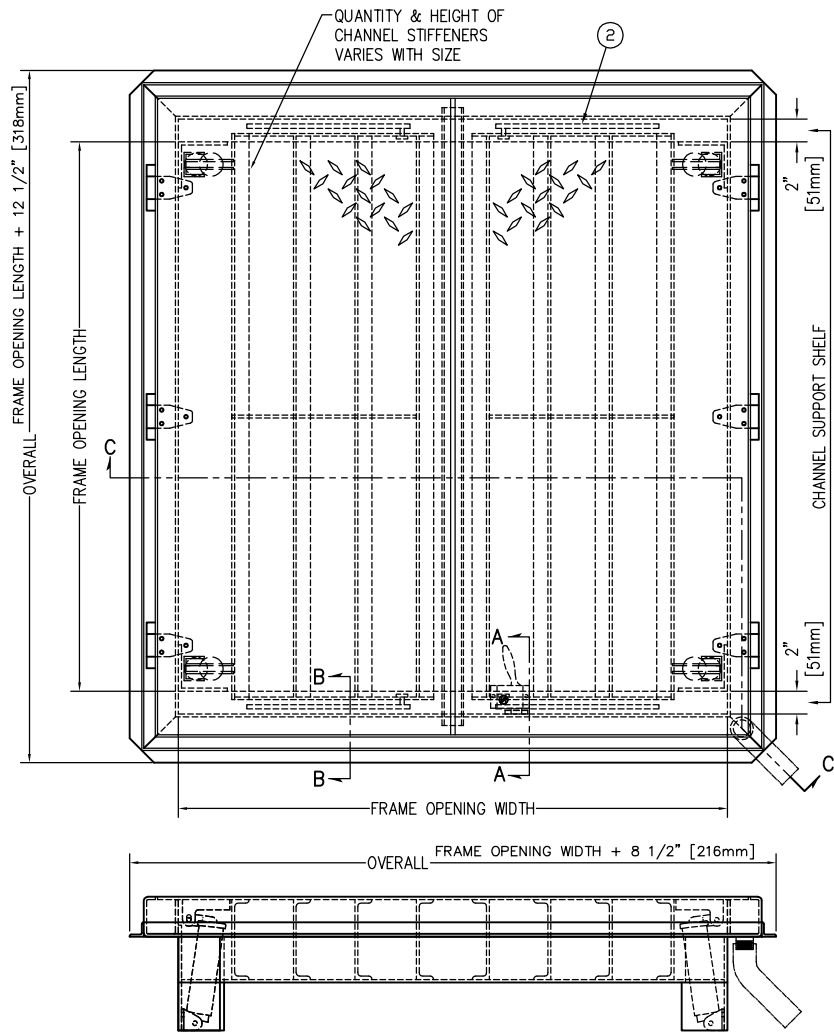 QUANTITY & HEIGHT OF
CHANNEL STIFFENERS
VARIES WITH SIZE
2
FRAME OPENING LENGTH + 12 1/2" [318mm]
OVERALL
FRAME OPENING LENGTH
2"
[51mm]
CHANNEL SUPPORT SHELF
2"
[51mm]
C
A
B
B
A
C
FRAME OPENING WIDTH
FRAME OPENING WIDTH + 8 1/2" [216mm]
OVERALL